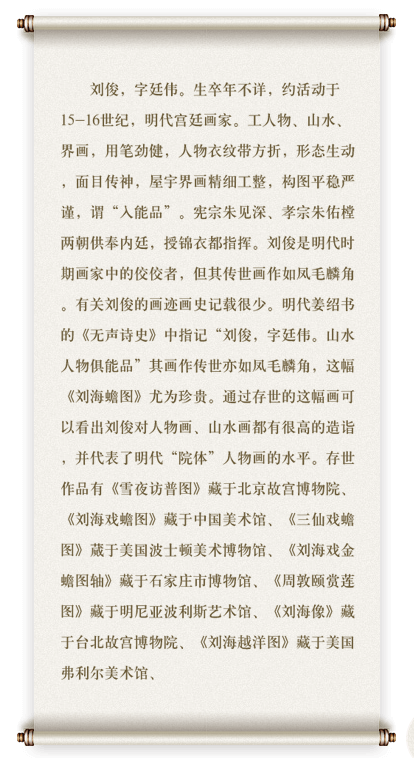 刘俊，字廷伟。生卒年不详，约活动于
15-16世纪，明代宫廷画家。工人物、山水、
界画，用笔劲健，人物衣纹带方折，形态生动
，面目传神，屋宇界画精细工整，构图平稳严
谨，谓“入能品”。宪宗朱见深、孝宗朱佑樘
两朝供奉内廷，授锦衣都指挥。刘俊是明代时
期画家中的佼佼者，但其传世画作如凤毛麟角
。有关刘俊的画迹画史记载很少。明代姜绍书
的《无声诗史》中指记“刘俊，字廷伟。山水
人物俱能品”其画作传世亦如凤毛麟角，这幅
《刘海蟾图》尤为珍贵。通过存世的这幅画可
以看出刘俊对人物画、山水画都有很高的造诣
，并代表了明代“院体”人物画的水平。存世
作品有《雪夜访普图》藏于北京故宫博物院、
《刘海戏蟾图》藏于中国美术馆、《三仙戏蟾
图》藏于美国波士顿美术博物馆、《刘海戏金
蟾图轴》藏于石家庄市博物馆、《周敦颐赏莲
图》藏于明尼亚波利斯艺术馆、《刘海像》藏
于台北故宫博物院、《刘海越洋图》藏于美国
弗利尔美术馆、